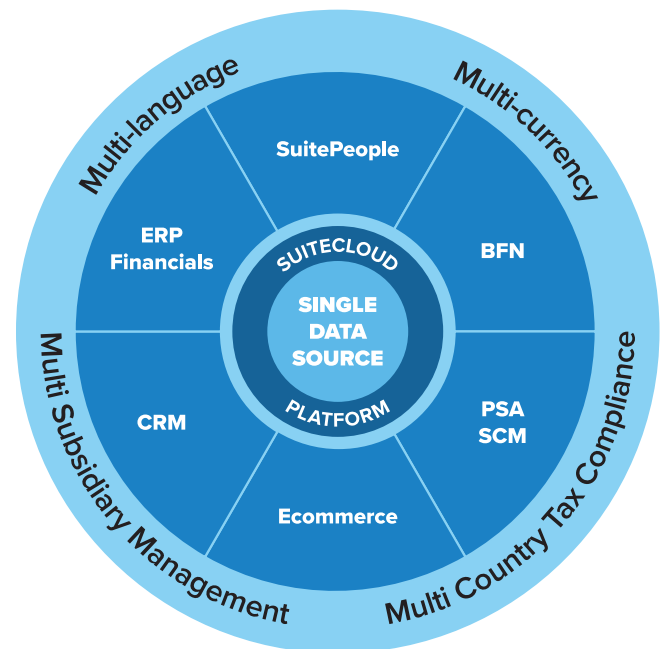 Multi-language
Multi-currency
SuitePeople
ERP
Financials
BFN
SUITECLOUD
SINGLE
DATA
SOURCE
PLATFORM
CRM
PSA
SCM
Ecommerce
Multi Subsidiary Management
Multi Country Tax Compliance